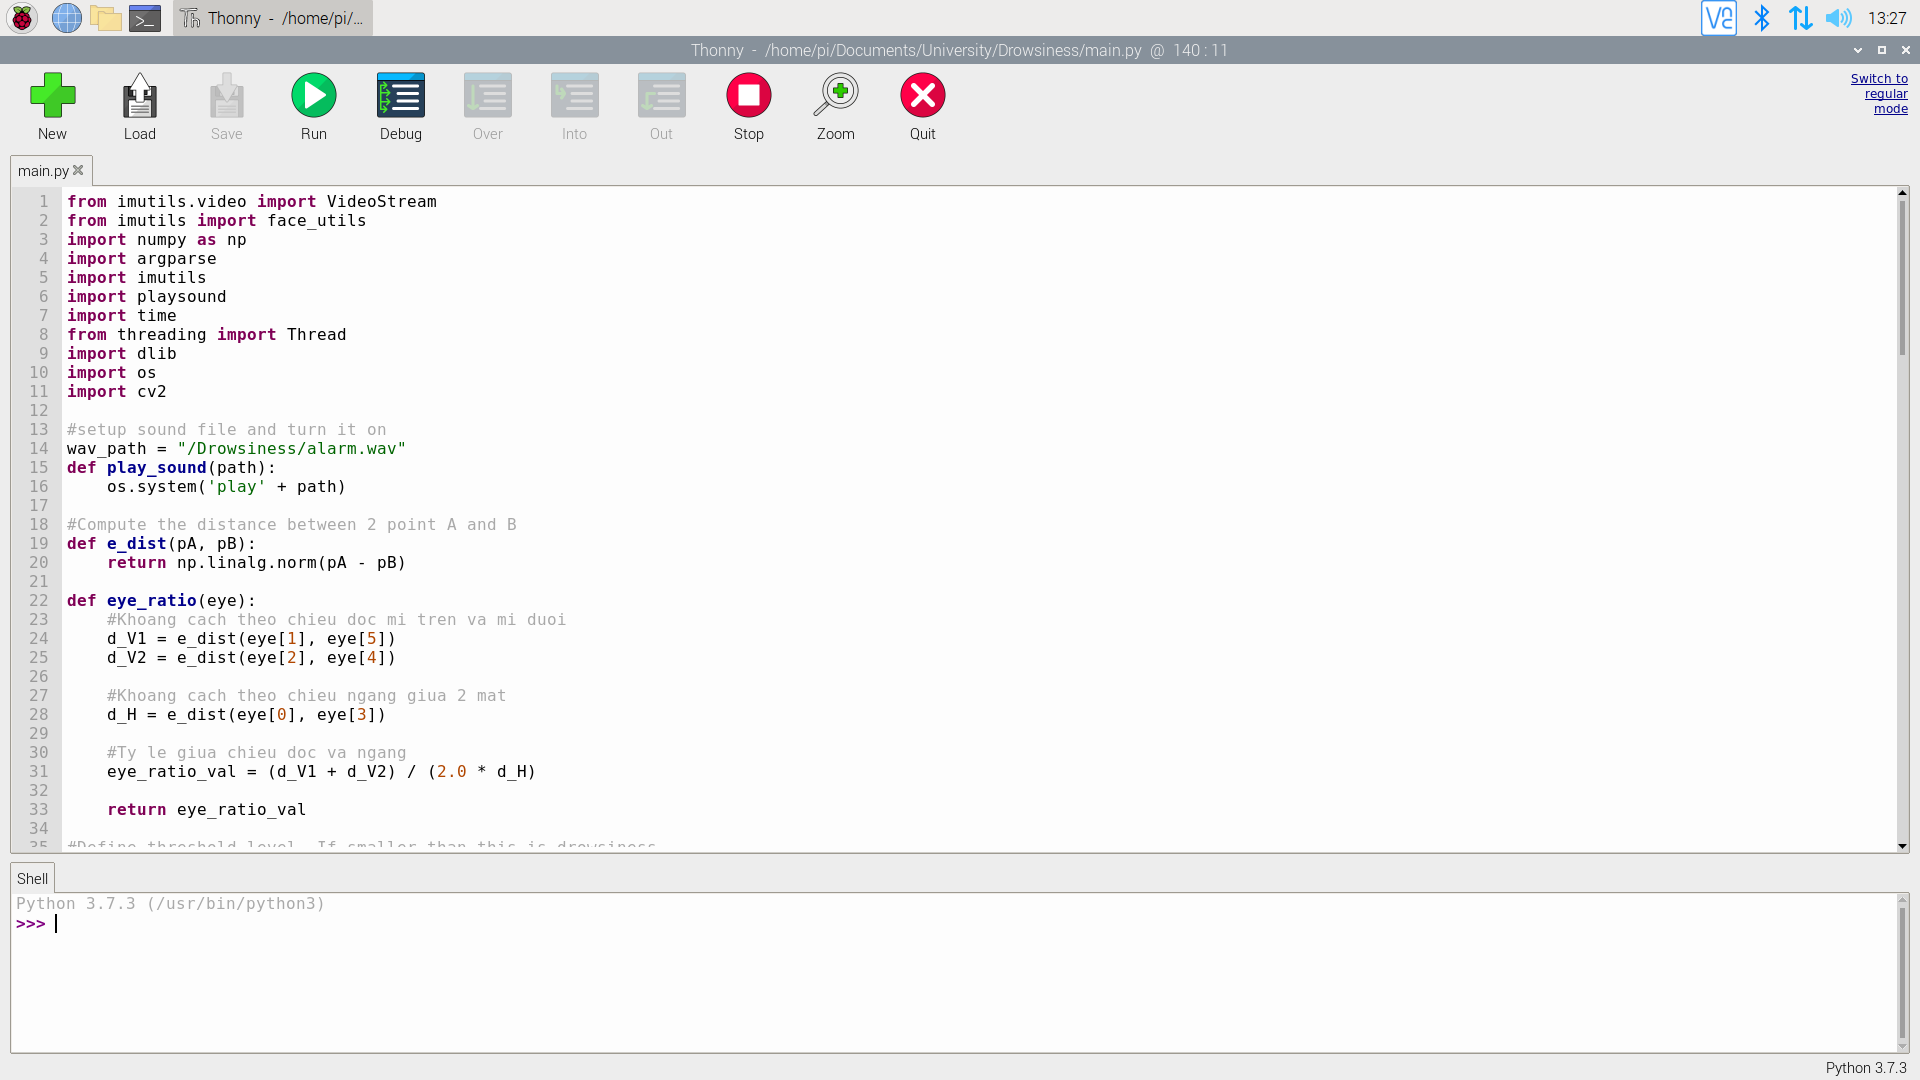 Thonny - /home/pi/...
13:27
Thonny - /home/pi/Documents/University/Drowsiness/main.py @ 140 : 11
New
Load
Save
Run
Debug
Over
Into
Out
Stop
Zoom
Quit
Switch to
regular
mode
main.py
1 from imutils.video import VideoStream
2 from imutils import face_utils
3 import numpy as np
4 import argparse
5 import imutils
6 import playsound
7 import time
8 from threading import Thread
9 import dlib
10 import os
11 import cv2
12
13 #setup sound file and turn it on
14 wav_path = "/Drowsiness/alarm.wav"
15 def play_sound(path):
16     os.system('play' + path)
17
18 #Compute the distance between 2 point A and B
19 def e_dist(pA, pB):
20     return np.linalg.norm(pA - pB)
21
22 def eye_ratio(eye):
23     #Khoang cach theo chieu doc mi tren va mi duoi
24     d_V1 = e_dist(eye[1], eye[5])
25     d_V2 = e_dist(eye[2], eye[4])
26
27     #Khoang cach theo chieu ngang giua 2 mat
28     d_H = e_dist(eye[0], eye[3])
29
30     #Ty le giua chieu doc va ngang
31     eye_ratio_val = (d_V1 + d_V2) / (2.0 * d_H)
32
33     return eye_ratio_val
34
35 #Define threshold level. If smaller than this is drowsiness
Shell
Python 3.7.3 (/usr/bin/python3)
>>>
Python 3.7.3